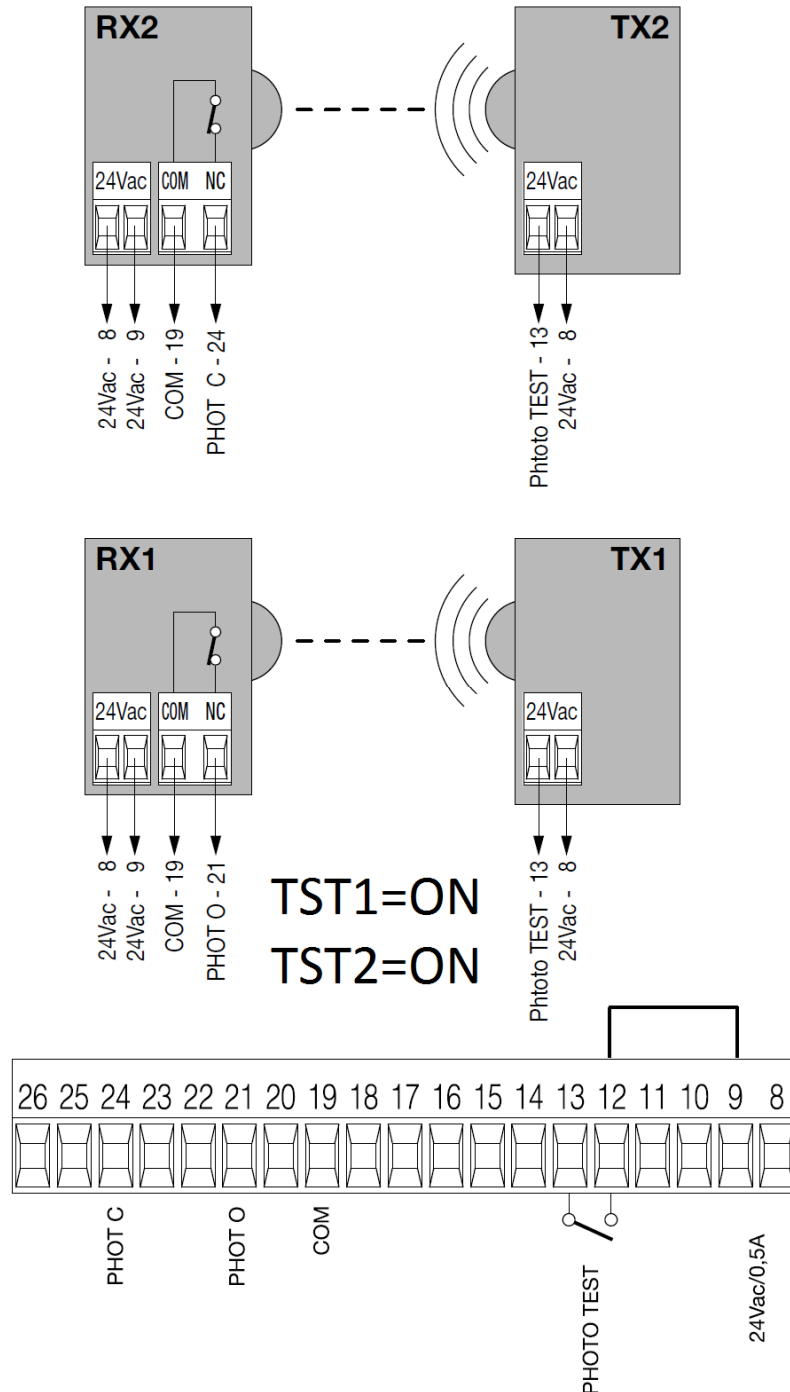 RX2
TX2
24Vac COM NC
24Vac
24Vac - 8
24Vac - 9
COM - 19
PHOT C - 24
Phtoto TEST - 13
24Vac - 8
RX1
TX1
24Vac COM NC
24Vac
24Vac - 8
24Vac - 9
COM - 19
PHOT O - 21
Phtoto TEST - 13
24Vac - 8
TST1=ON
TST2=ON
26 25 24 23 22 21 20 19 18 17 16 15 14 13 12 11 10 9 8
PHOT C
PHOT O
COM
PHOTO TEST
24Vac/0,5A